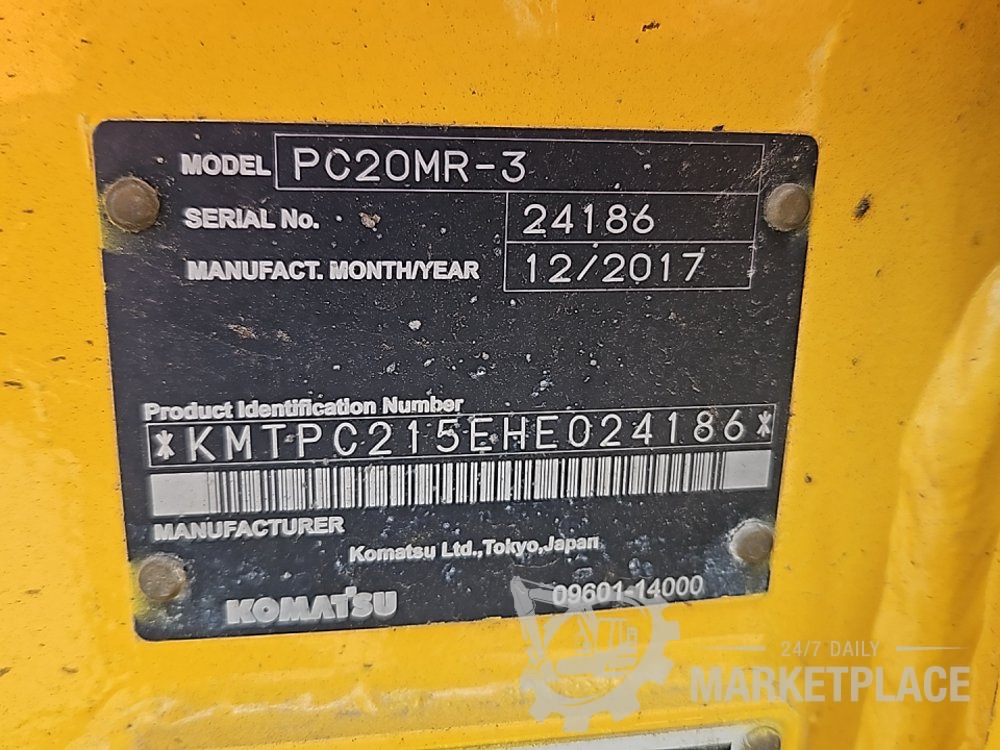 MODEL PC20MR-3
SERIAL No. 24186
MANUFACT. MONTH/YEAR 12/2017
Product Identification Number
*KMTPC215EHE024186*
MANUFACTURER
Komatsu Ltd.,Tokyo,Japan
KOMATSU 09601-14000
24/7 DAILY
MARKETPLACE